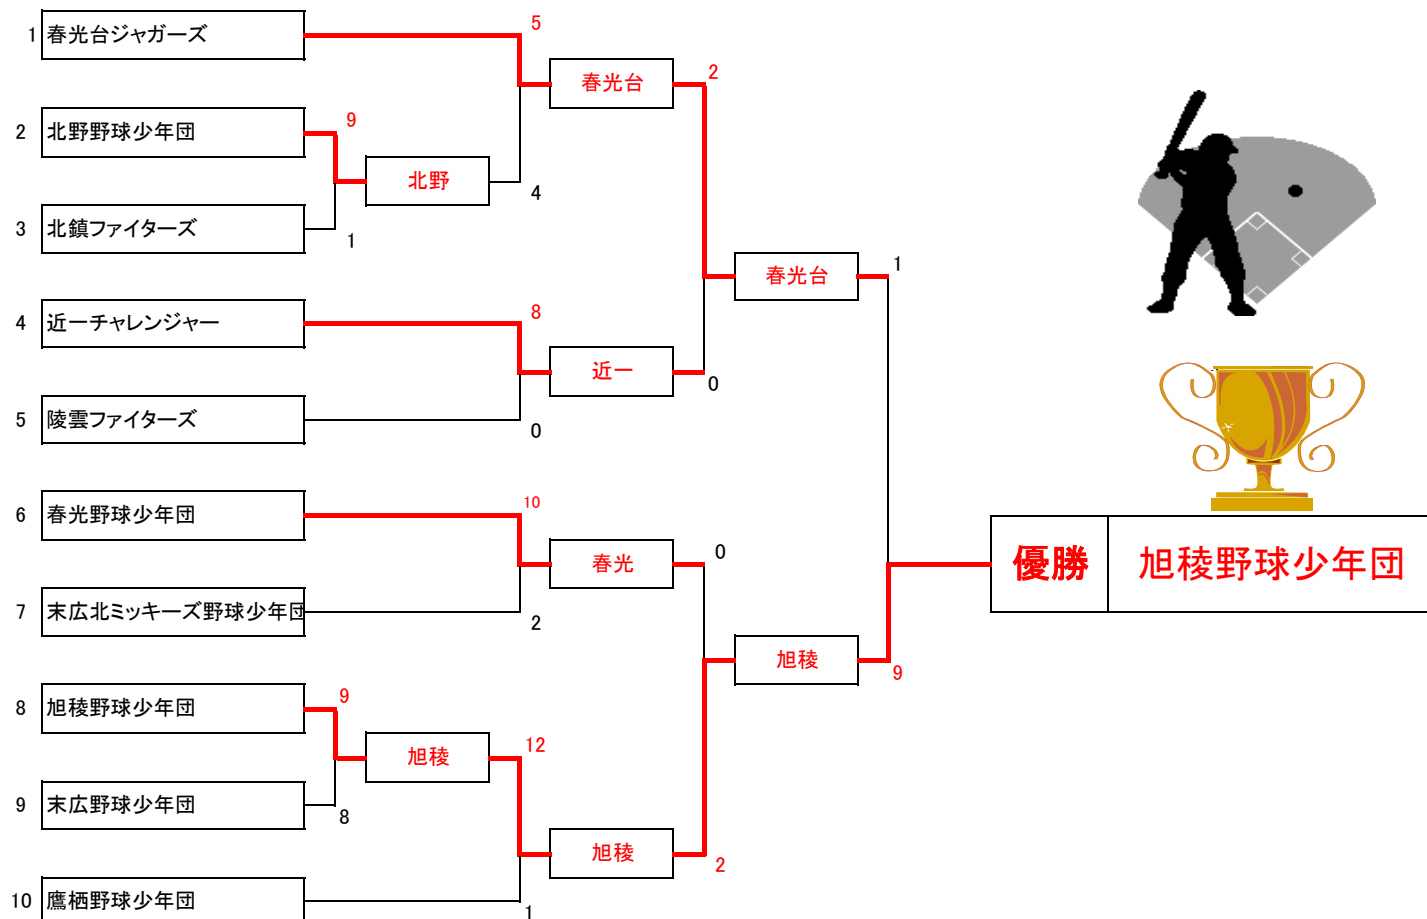 1 春光台ジャガーズ
5
春光台
2
2 北野野球少年団
9
北野
4
3 北鎮ファイターズ
1
春光台
1
4 近一チャレンジャー
8
近一
0
5 陵雲ファイターズ
0
6 春光野球少年団
10
春光
0
優勝 旭稜野球少年団
7 末広北ミッキーズ野球少年団
2
旭稜
9
8 旭稜野球少年団
9
旭稜
12
9 末広野球少年団
8
旭稜
2
10 鷹栖野球少年団
1